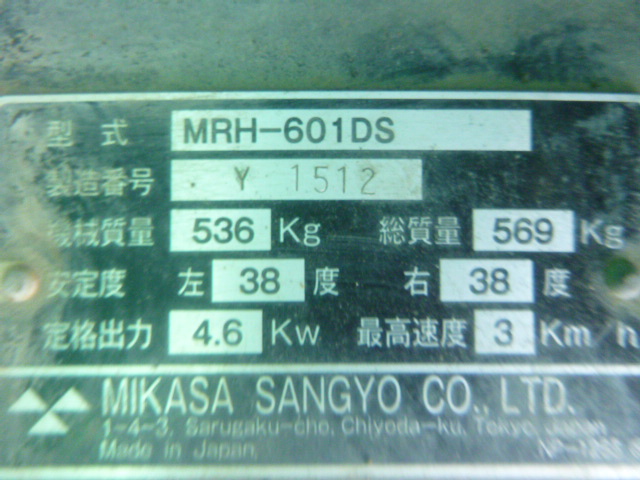 型式 MRH-601DS
製造番号 Y 1512
機械質量 536 Kg 総質量 569 Kg
安定度 左 38 度 右 38 度
定格出力 4.6 Kw 最高速度 3 Km/h
MIKASA SANGYO CO., LTD.
1-4-3, Sarugaku-cho, Chiyoda-ku, Tokyo, Japan
Made in Japan